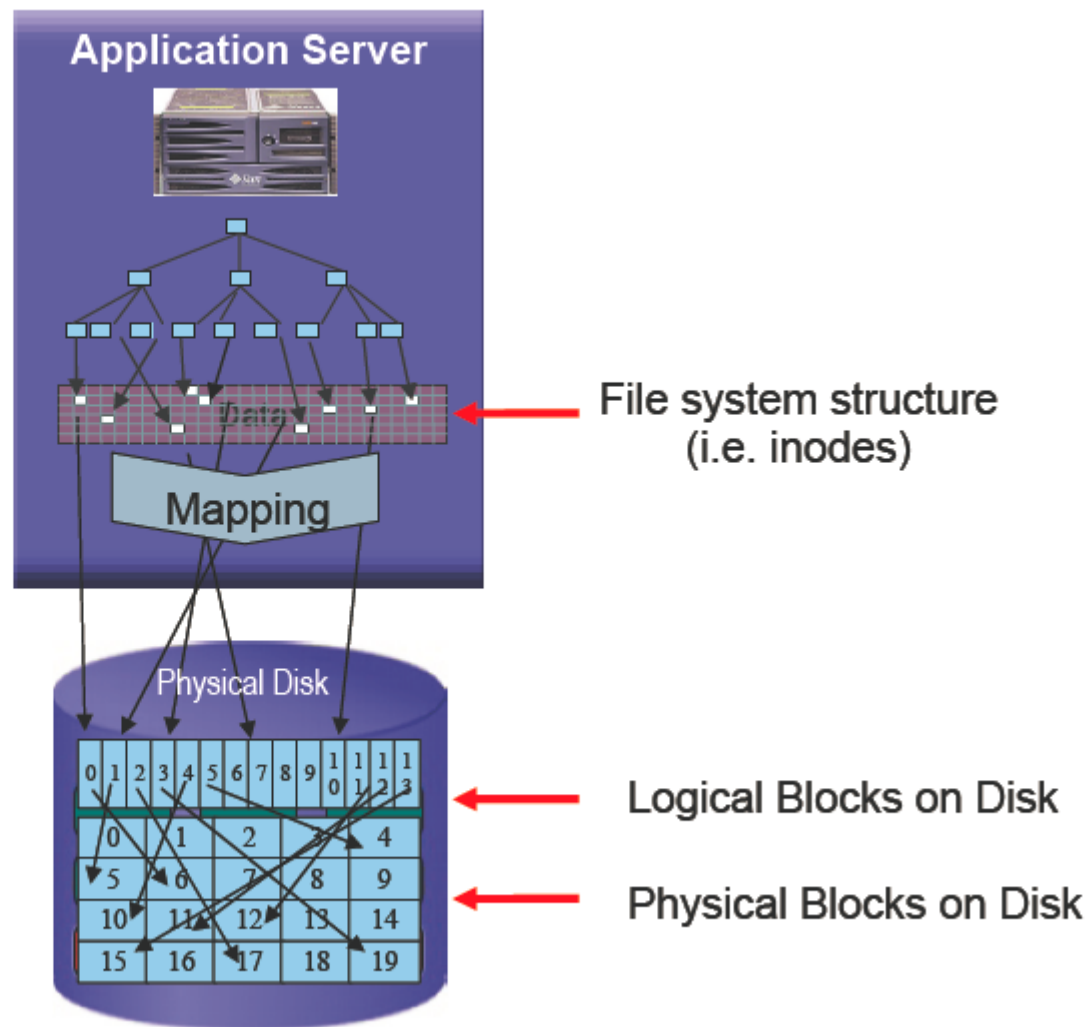 Application Server
Sun
Data
File system structure
(i.e. inodes)
Mapping
Physical Disk
0 1 2 3 4 5 6 7 8 9 10 11 12 13
Logical Blocks on Disk
0 1 2 3 4
5 6 7 8 9
Physical Blocks on Disk
10 11 12 13 14
15 16 17 18 19